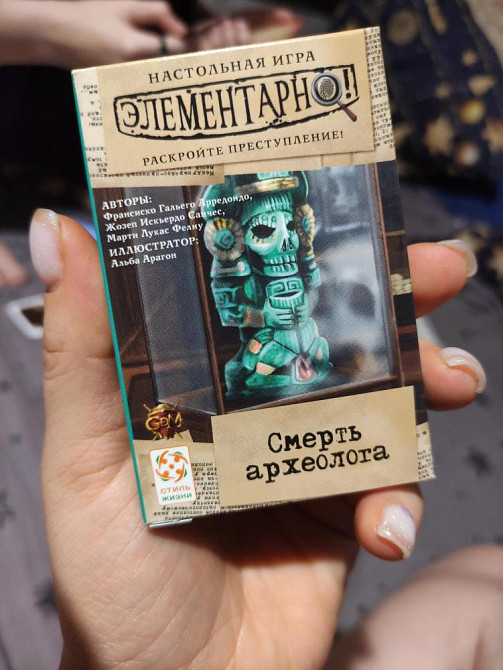 НАСТОЛЬНАЯ ИГРА
ЭЛЕМЕНТАРНО!
РАСКРОЙТЕ ПРЕСТУПЛЕНИЕ!
АВТОРЫ:
Франсиско Гальего Арредондо,
Жозеп Искьердо Санчес,
Марти Лукас Фелиу
ИЛЛЮСТРАТОР:
Альба Арагон
GDM
Смерть
археолога
СТИЛЬ
ЖИЗНИ